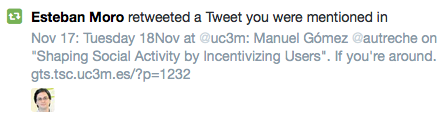 Esteban Moro retweeted a Tweet you were mentioned in
Nov 17: Tuesday 18Nov at @uc3m: Manuel Gómez @autreche on
"Shaping Social Activity by Incentivizing Users". If you're around.
gts.tsc.uc3m.es/?p=1232